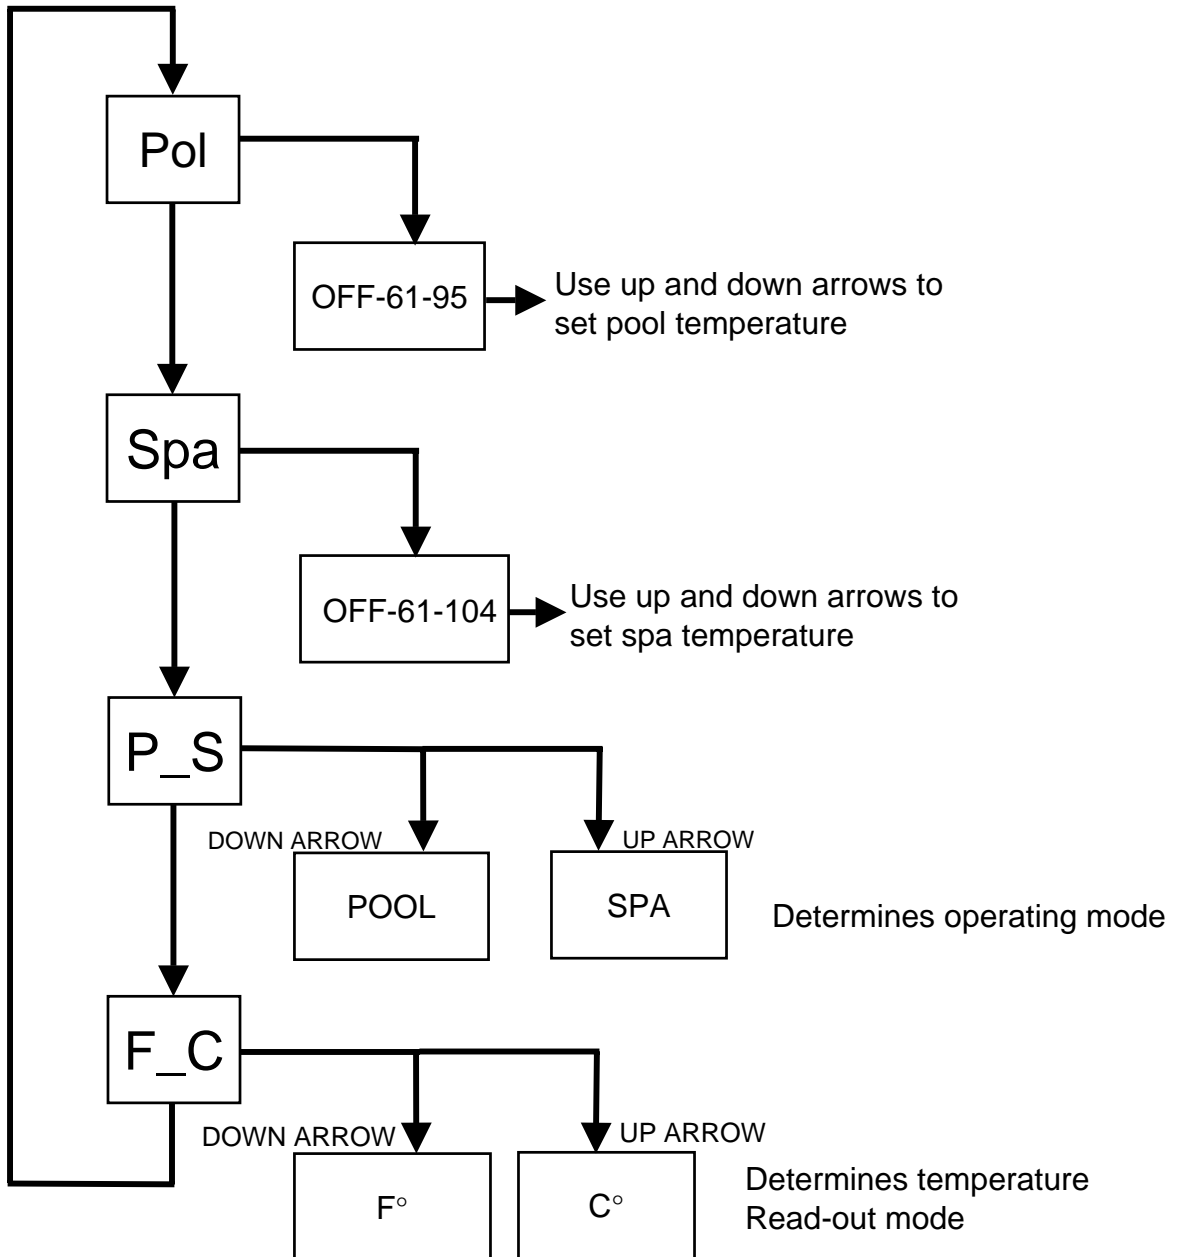 Pol
OFF-61-95
Use up and down arrows to
set pool temperature
Spa
OFF-61-104
Use up and down arrows to
set spa temperature
P_S
DOWN ARROW
UP ARROW
POOL
SPA
Determines operating mode
F_C
DOWN ARROW
UP ARROW
F°
C°
Determines temperature
Read-out mode